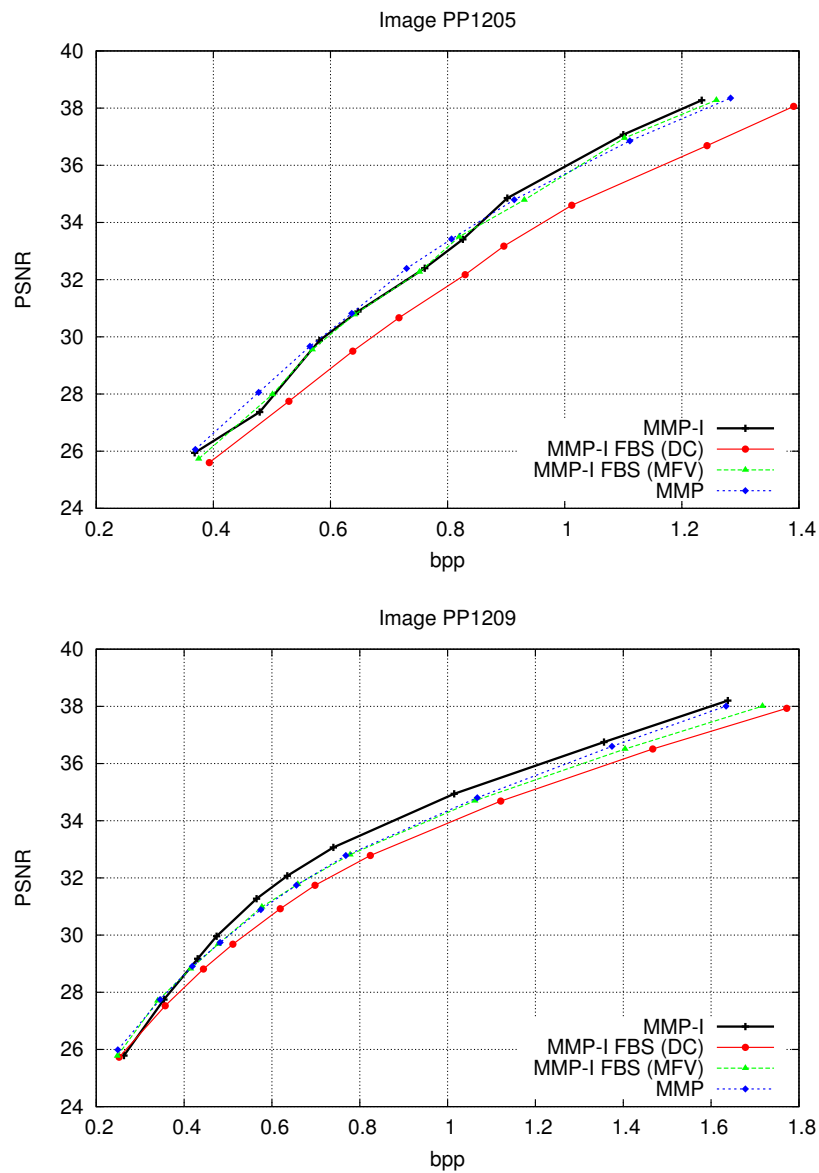 Image PP1205
40
38
36
34
32
30
28
26
24
PSNR
0.2 0.4 0.6 0.8 1 1.2 1.4
bpp
MMP-I
MMP-I FBS (DC)
MMP-I FBS (MFV)
MMP
Image PP1209
40
38
36
34
32
30
28
26
24
PSNR
0.2 0.4 0.6 0.8 1 1.2 1.4 1.6 1.8
bpp
MMP-I
MMP-I FBS (DC)
MMP-I FBS (MFV)
MMP